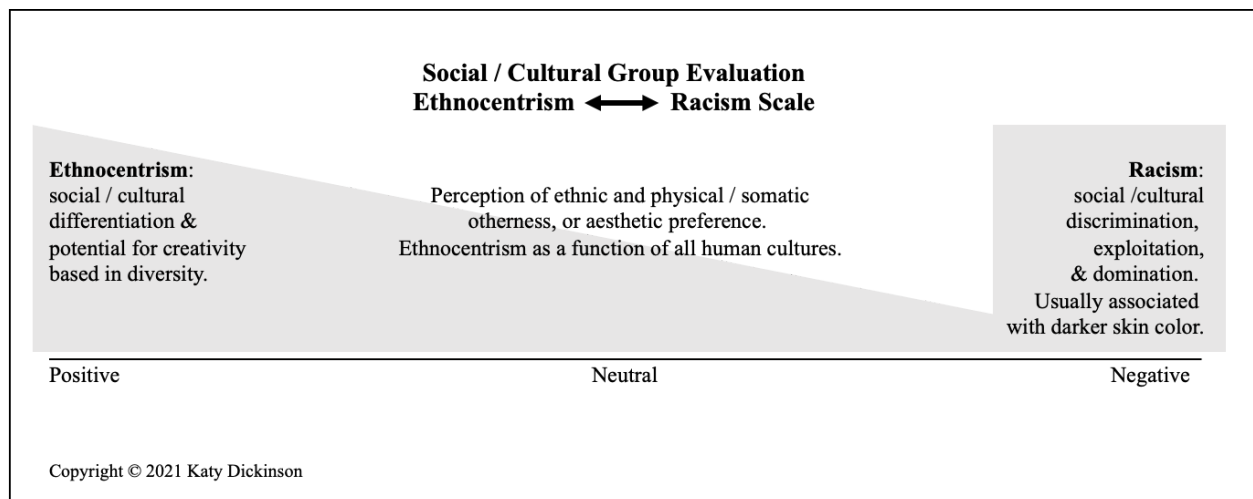 Social / Cultural Group Evaluation
Ethnocentrism ⟷ Racism Scale
Ethnocentrism:
social / cultural
differentiation &
potential for creativity
based in diversity.
Perception of ethnic and physical / somatic
otherness, or aesthetic preference.
Ethnocentrism as a function of all human cultures.
Racism:
social /cultural
discrimination,
exploitation,
& domination.
Usually associated
with darker skin color.
Positive
Neutral
Negative
Copyright © 2021 Katy Dickinson